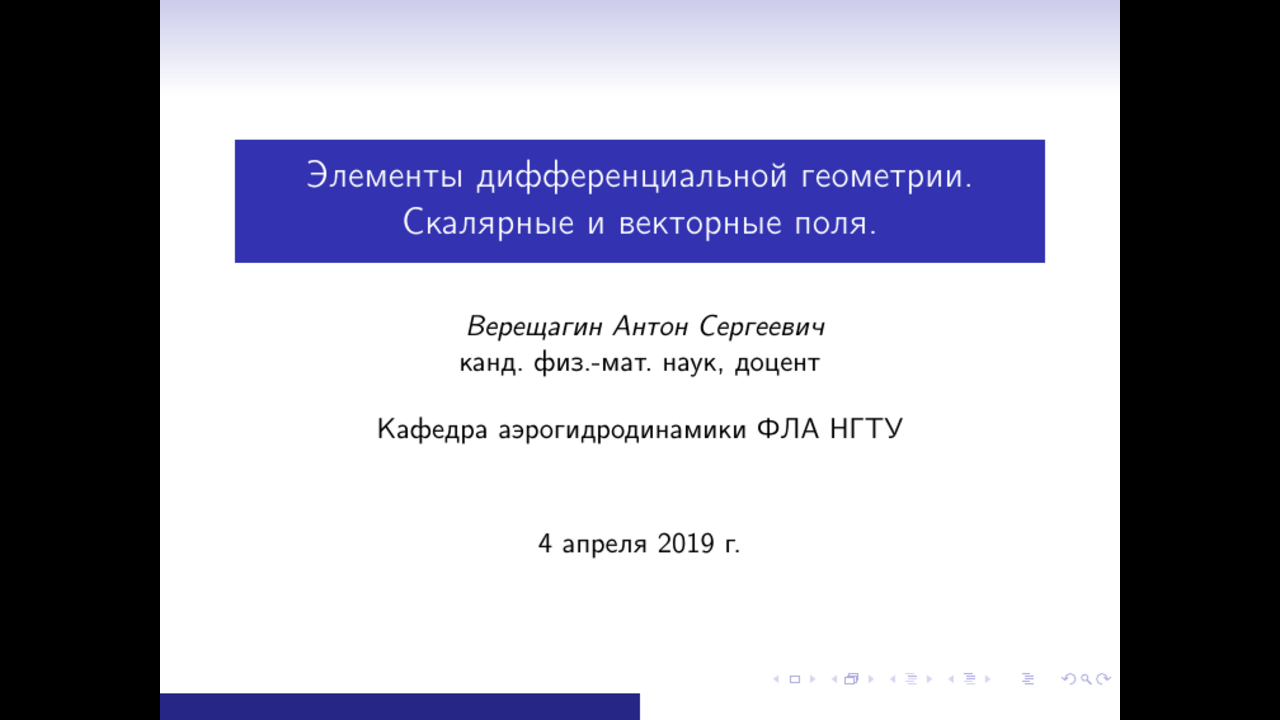 Элементы дифференциальной геометрии.
Скалярные и векторные поля.
Верещагин Антон Сергеевич
канд. физ.-мат. наук, доцент
Кафедра аэрогидродинамики ФЛА НГТУ
4 апреля 2019 г.